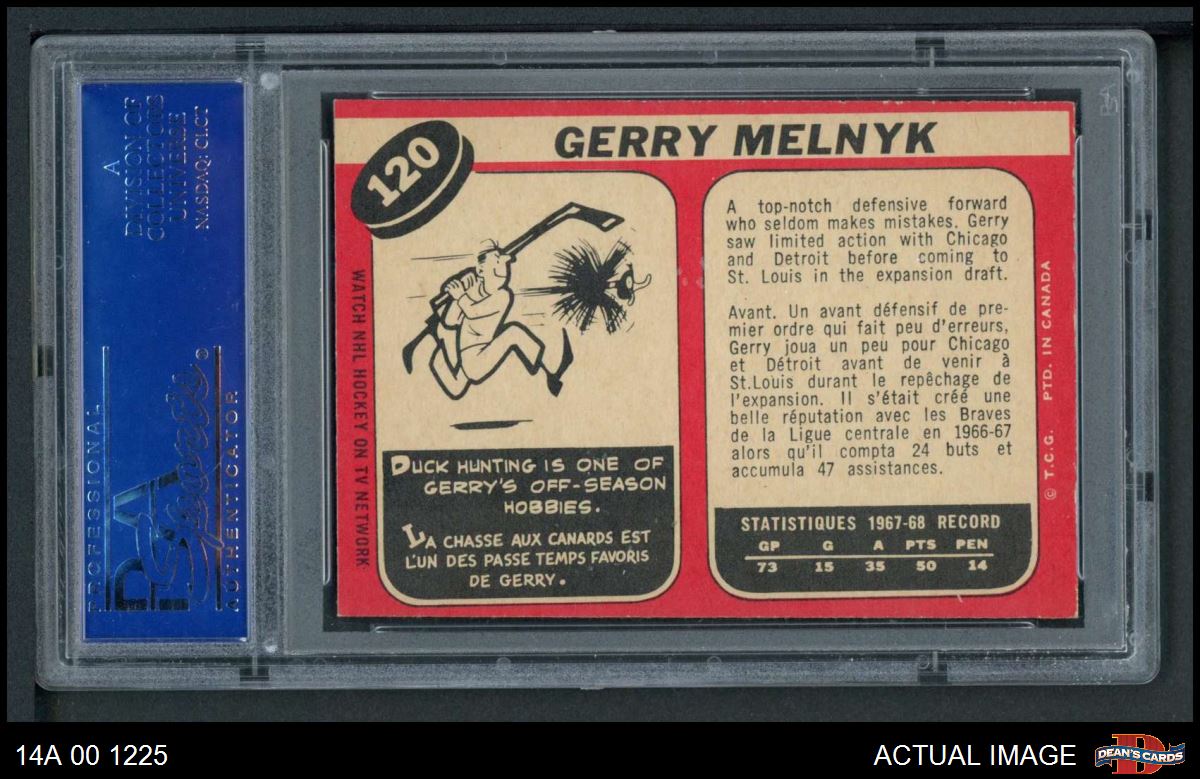 A
DIVISION OF
COLLECTORS
UNIVERSE
NASDAQ: CLCT
PROFESSIONAL
PSA
Sports
®
AUTHENTICATOR
120
GERRY MELNYK
WATCH NHL HOCKEY ON TV NETWORK
DUCK HUNTING IS ONE OF
GERRY'S OFF-SEASON
HOBBIES.
LA CHASSE AUX CANARDS EST
L'UN DES PASSE TEMPS FAVORIS
DE GERRY.
A top-notch defensive forward
who seldom makes mistakes. Gerry
saw limited action with Chicago
and Detroit before coming to
St. Louis in the expansion draft.
Avant. Un avant défensif de pre-
mier ordre qui fait peu d'erreurs,
Gerry joua un peu pour Chicago
et Détroit avant de venir à
St.Louis durant le repêchage de
l'expansion. Il s'était créé une
belle réputation avec les Braves
de la Ligue centrale en 1966-67
alors qu'il compta 24 buts et
accumula 47 assistances.
STATISTIQUES 1967-68 RECORD
GP G A PTS PEN
73 15 35 50 14
© T.C.G. PTD. IN CANADA
14A 00 1225
ACTUAL IMAGE
D
DEAN'S CARDS